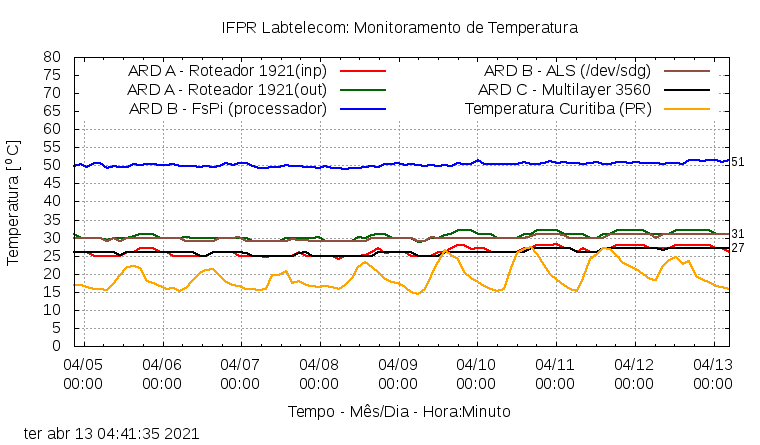 IFPR Labtelecom: Monitoramento de Temperatura
ARD A - Roteador 1921(inp)
ARD A - Roteador 1921(out)
ARD B - FsPi (processador)
ARD B - ALS (/dev/sdg)
ARD C - Multilayer 3560
Temperatura Curitiba (PR)
Temperatura [ ºC]
80
75
70
65
60
55
50
45
40
35
30
25
20
15
10
5
0
51
31
27
04/05 04/06 04/07 04/08 04/09 04/10 04/11 04/12 04/13
00:00 00:00 00:00 00:00 00:00 00:00 00:00 00:00 00:00
Tempo - Mês/Dia - Hora:Minuto
ter abr 13 04:41:35 2021